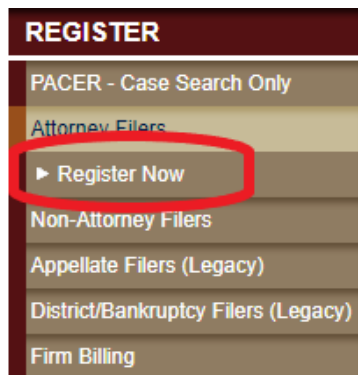 REGISTER
PACER - Case Search Only
Attorney Filers
► Register Now
Non-Attorney Filers
Appellate Filers (Legacy)
District/Bankruptcy Filers (Legacy)
Firm Billing